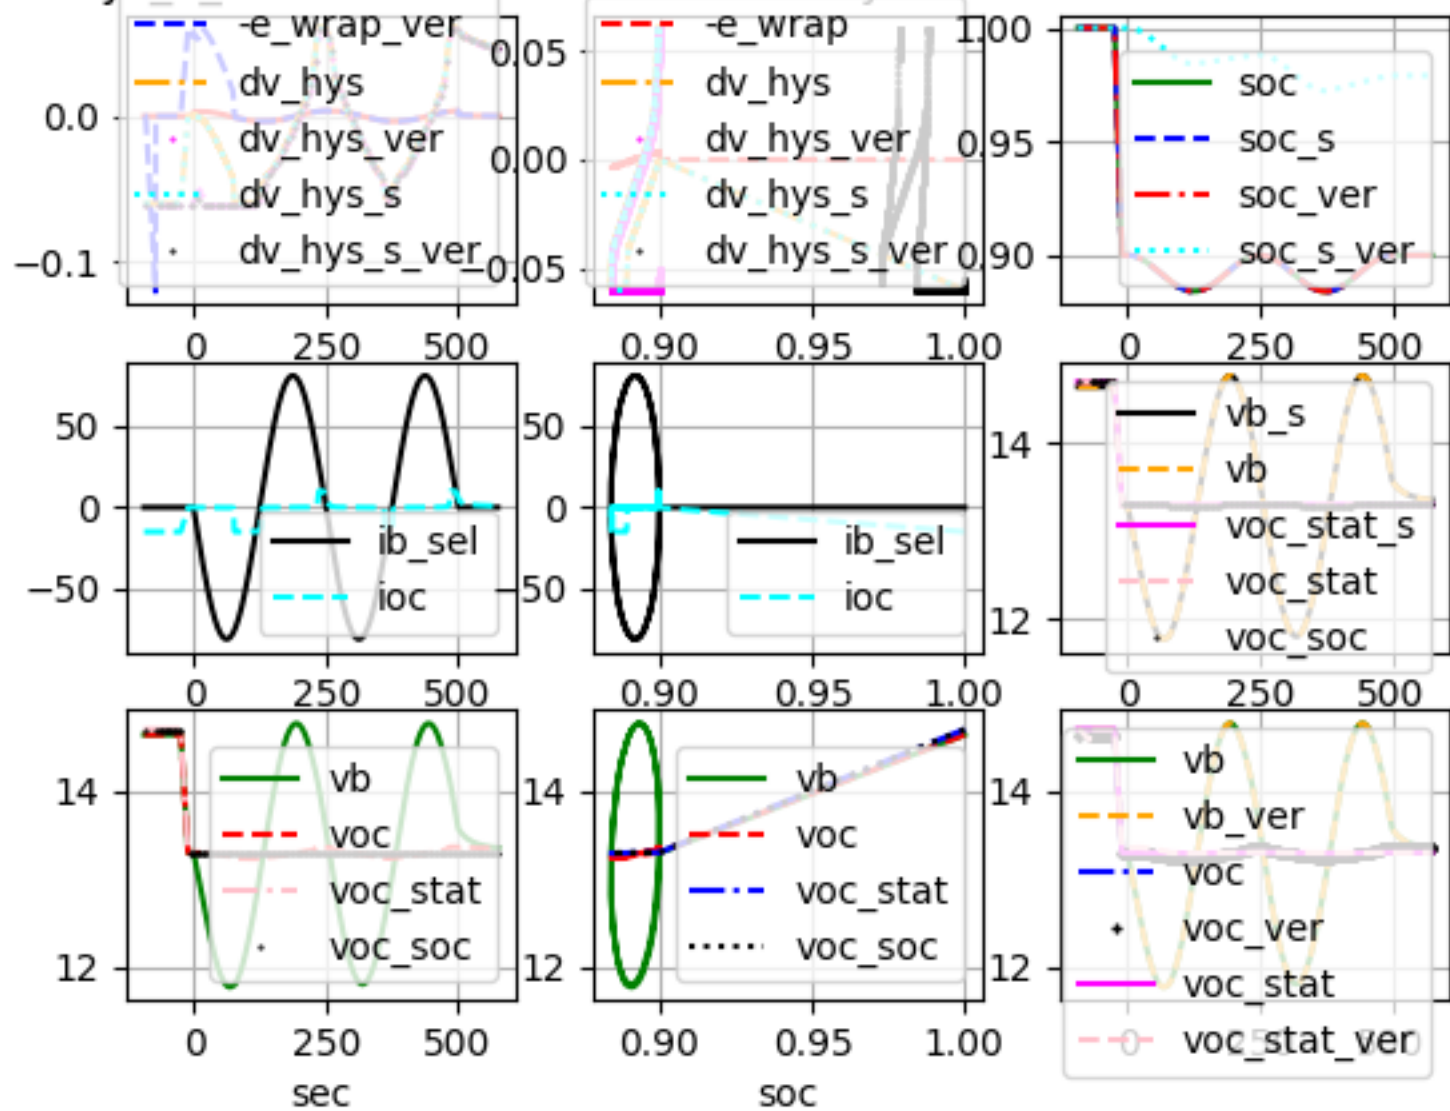 -e_wrap_ver
dv_hys
dv_hys_ver
dv_hys_s
dv_hys_s_ver
0.0
−0.1
0
250
500
-e_wrap
dv_hys
dv_hys_ver
dv_hys_s
dv_hys_s_ver
0.05
0.00
0.05
0.90
0.95
1.00
soc
soc_s
soc_ver
soc_s_ver
1.00
0.95
0.90
0
250
500
50
0
−50
ib_sel
ioc
0
250
500
50
0
50
ib_sel
ioc
0.90
0.95
1.00
14
12
vb_s
vb
voc_stat_s
voc_stat
voc_soc
0
250
500
14
12
vb
voc
voc_stat
voc_soc
0
250
500
sec
14
12
vb
voc
voc_stat
voc_soc
0.90
0.95
1.00
soc
14
12
vb
vb_ver
voc
voc_ver
voc_stat
voc_stat_ver
0
250
500